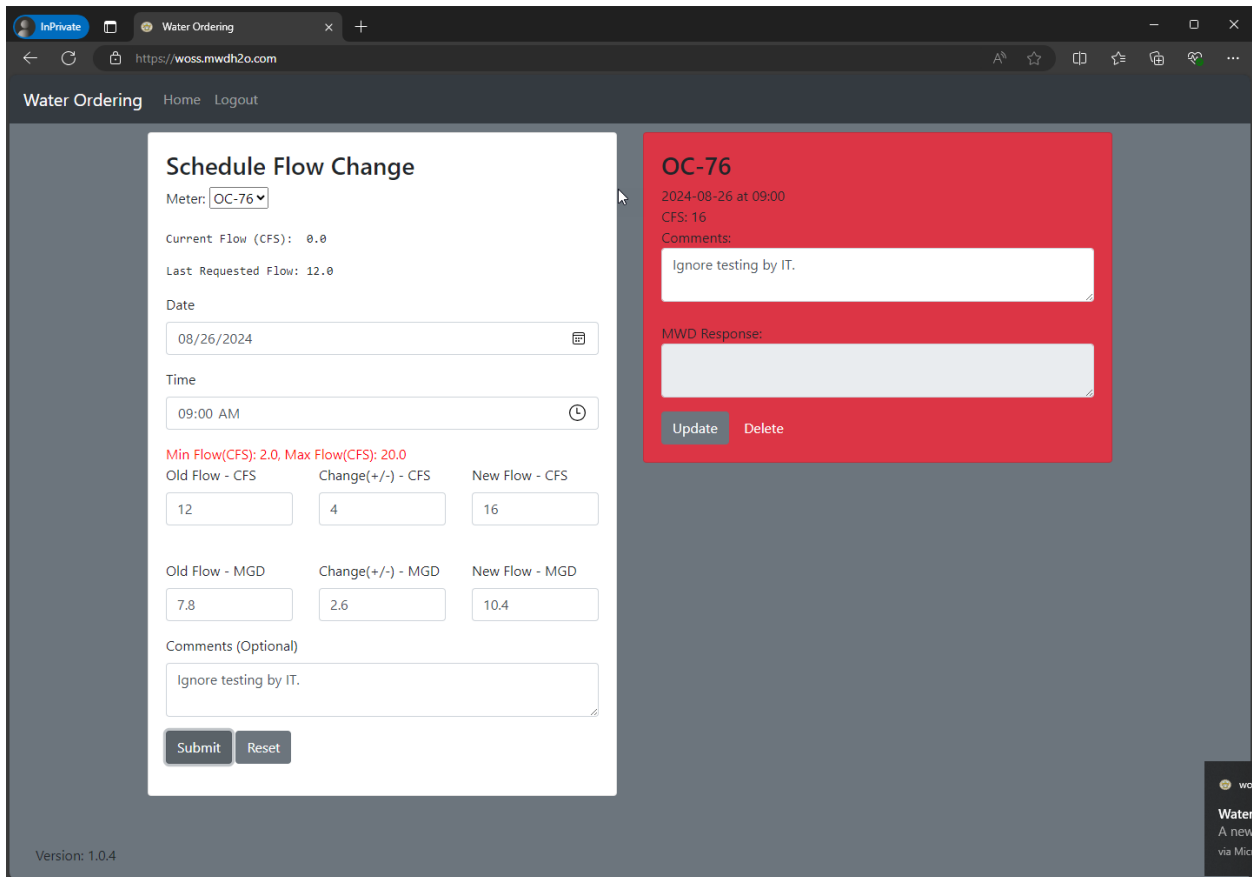 InPrivate
Water Ordering
https://woss.mwdh2o.com
Water Ordering Home Logout
Schedule Flow Change
Meter: OC-76
Current Flow (CFS): 0.0
Last Requested Flow: 12.0
Date
08/26/2024
Time
09:00 AM
Min Flow(CFS): 2.0, Max Flow(CFS): 20.0
Old Flow - CFS Change(+/-) - CFS New Flow - CFS
12 4 16
Old Flow - MGD Change(+/-) - MGD New Flow - MGD
7.8 2.6 10.4
Comments (Optional)
Ignore testing by IT.
Submit Reset
OC-76
2024-08-26 at 09:00
CFS: 16
Comments:
Ignore testing by IT.
MWD Response:
Update Delete
Water
A new
via
Version: 1.0.4